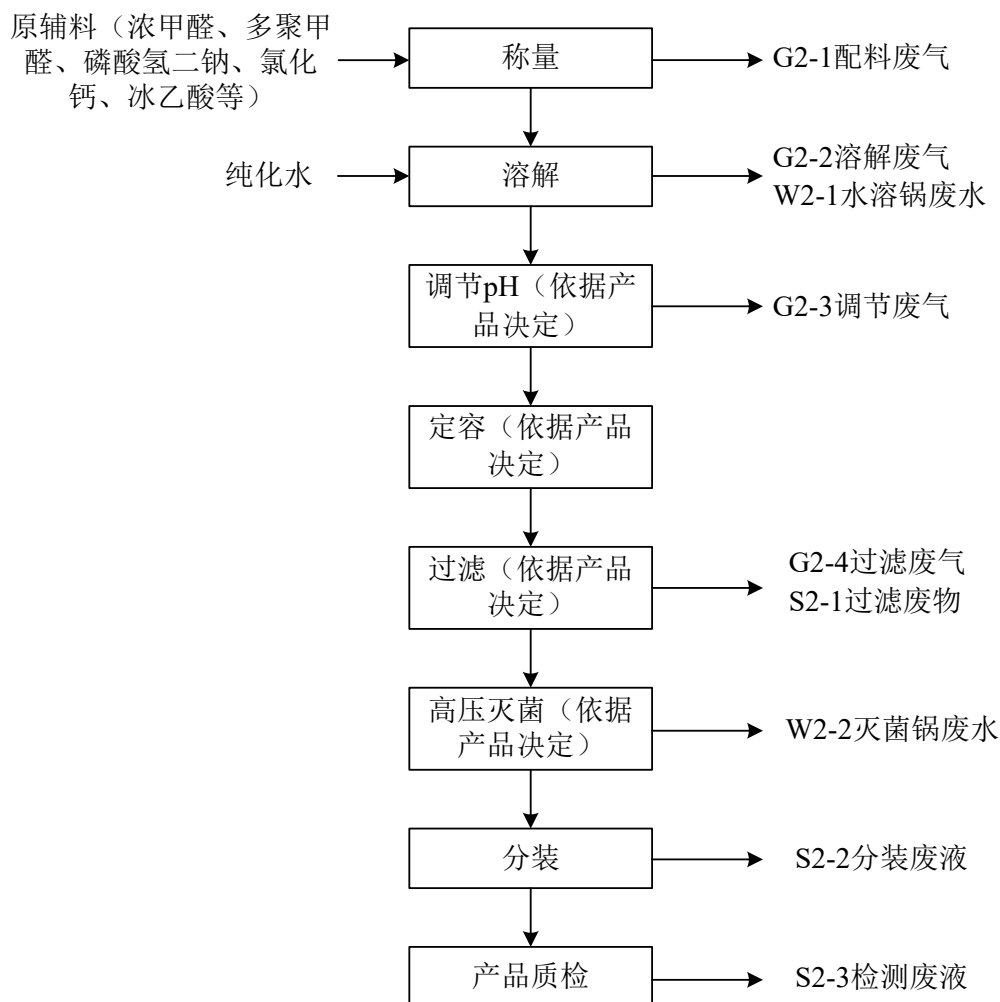 原辅料（浓甲醛、多聚甲
醛、磷酸氢二钠、氯化
钙、冰乙酸等）
称量
G2-1配料废气
纯化水
溶解
G2-2溶解废气
W2-1水溶锅废水
调节pH（依据产
品决定）
G2-3调节废气
定容（依据产品
决定）
过滤（依据产品
决定）
G2-4过滤废气
S2-1过滤废物
高压灭菌（依据
产品决定）
W2-2灭菌锅废水
分装
S2-2分装废液
产品质检
S2-3检测废液